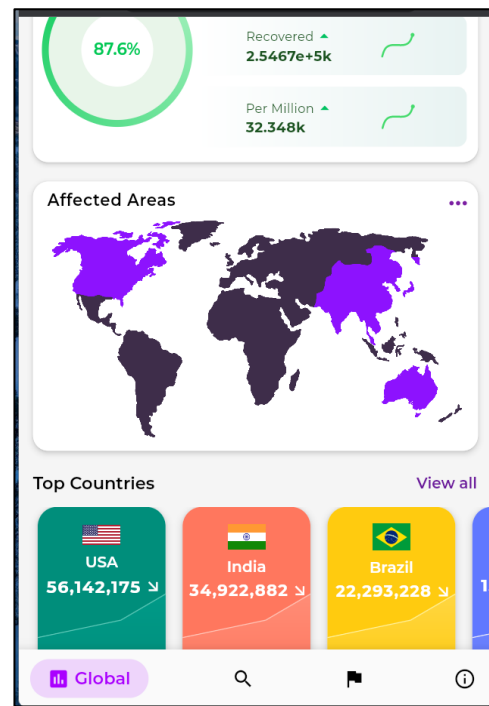 87.6%
Recovered
2.5467e+5k
Per Million
32.348k
Affected Areas
Top Countries
View all
USA
56,142,175
India
34,922,882
Brazil
22,293,228
1
Global